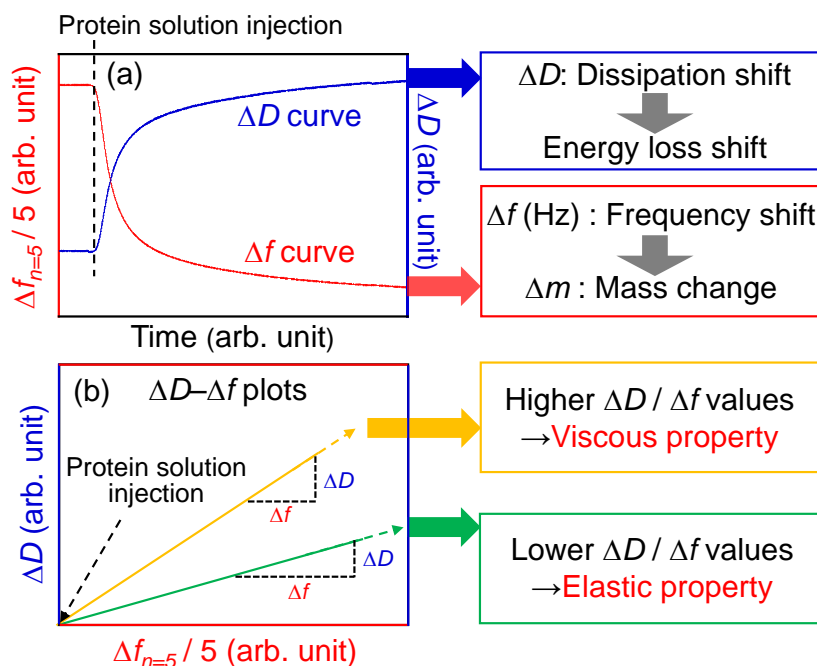 Protein solution injection
(a)
ΔD curve
Δf curve
Δfn=5 / 5 (arb. unit)
ΔD (arb. unit)
Time (arb. unit)
ΔD: Dissipation shift
Energy loss shift
Δf (Hz) : Frequency shift
Δm : Mass change
(b)
ΔD–Δf plots
Protein solution
injection
ΔD
Δf
ΔD
Δf
ΔD (arb. unit)
Δfn=5 / 5 (arb. unit)
Higher ΔD / Δf values
→Viscous property
Lower ΔD / Δf values
→Elastic property